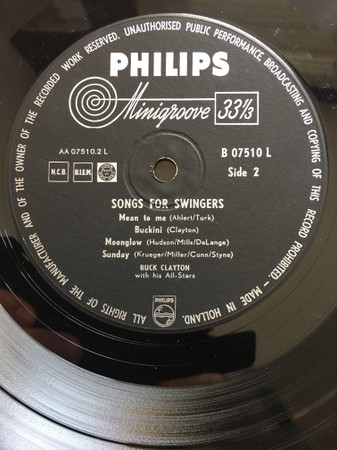 ALL RIGHTS OF THE MANUFACTURER AND OF THE OWNER OF THE RECORDED WORK RESERVED. UNAUTHORISED PUBLIC PERFORMANCE BROADCASTING AND COPYING OF THIS RECORD PROHIBITED - MADE IN HOLLAND.
PHILIPS
Minigroove 33⅓
AA 07510.2 L
B 07510 L
N.C.B. B.I.E.M.
Side 2
SONGS FOR SWINGERS
Mean to me (Ahlert/Turk)
Buckini (Clayton)
Moonglow (Hudson/Mills/DeLange)
Sunday (Krueger/Miller/Conn/Styne)
BUCK CLAYTON
with his All-Stars
PHILIPS